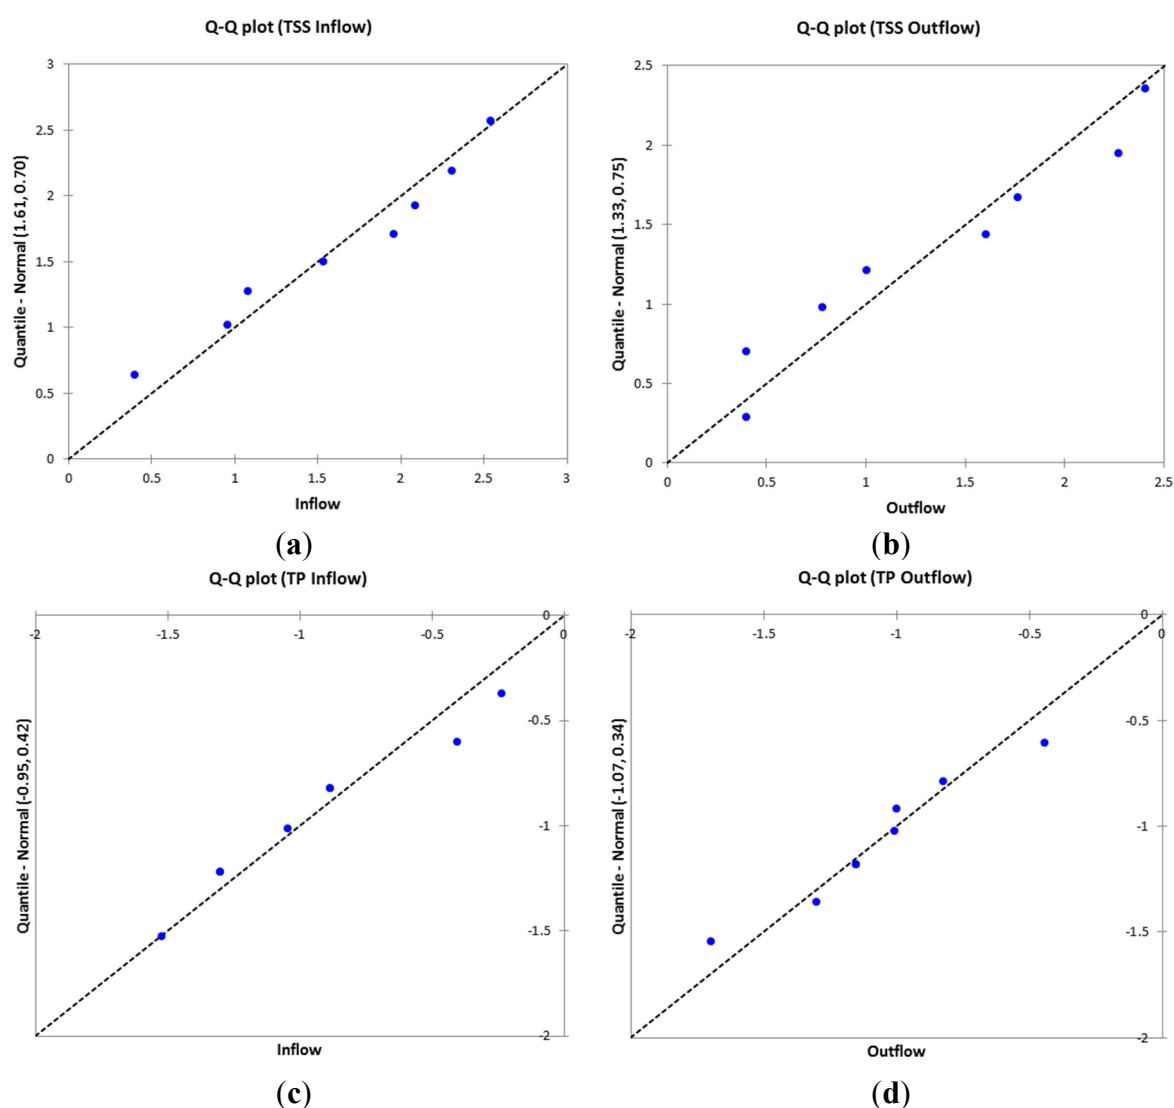 Q-Q plot (TSS Inflow)
Quantile - Normal (1.61, 0.70)
3
2.5
2
1.5
1
0.5
0
0 0.5 1 1.5 2 2.5 3
Inflow
(a)
Q-Q plot (TSS Outflow)
Quantile - Normal (1.33, 0.75)
2.5
2
1.5
1
0.5
0
0 0.5 1 1.5 2 2.5
Outflow
(b)
Q-Q plot (TP Inflow)
Quantile - Normal (-0.95, 0.42)
0
-2 -1.5 -1 -0.5 0
-0.5
-1
-1.5
-2
Inflow
(c)
Q-Q plot (TP Outflow)
Quantile - Normal (-1.07, 0.34)
0
-2 -1.5 -1 -0.5 0
-0.5
-1
-1.5
-2
Outflow
(d)